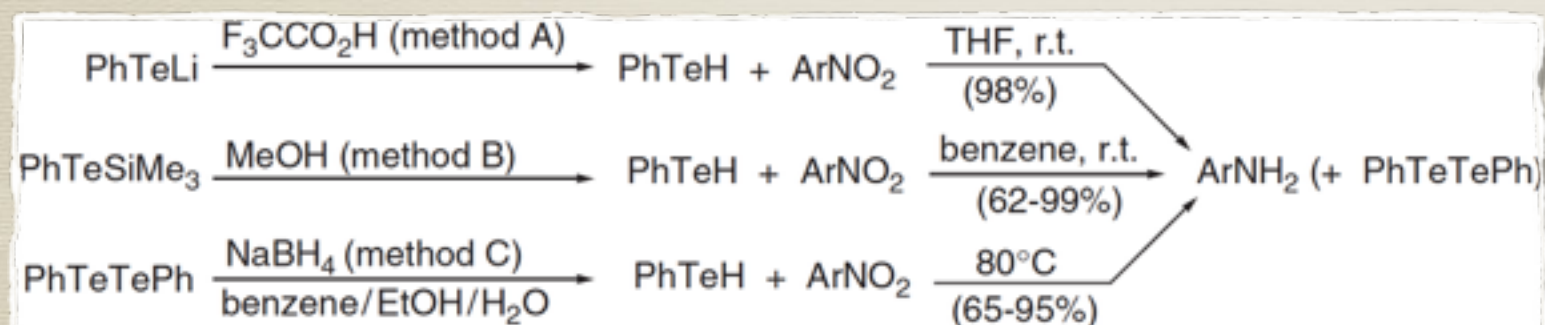 PhTeLi F₃CCO₂H (method A) PhTeH + ArNO₂ THF, r.t. (98%)
PhTeSiMe₃ MeOH (method B) PhTeH + ArNO₂ benzene, r.t. (62-99%) ArNH₂ (+ PhTeTePh)
PhTeTePh NaBH₄ (method C) benzene/EtOH/H₂O PhTeH + ArNO₂ 80°C (65-95%)